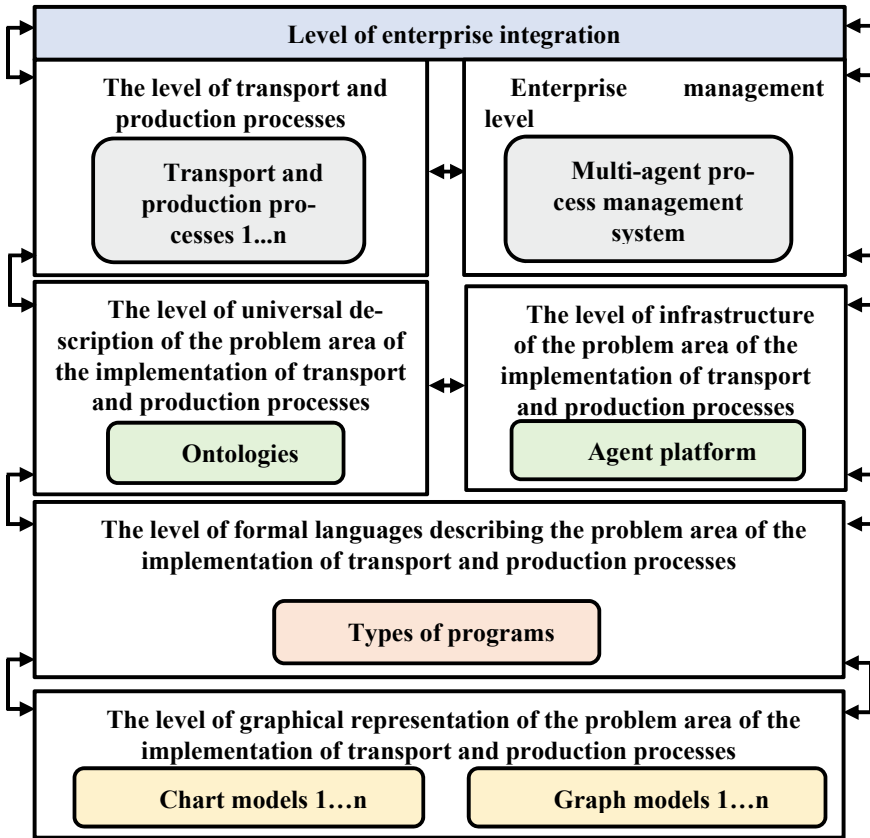 Level of enterprise integration
The level of transport and
production processes
Transport and
production pro-
cesses 1...n
Enterprise management
level
Multi-agent pro-
cess management
system
The level of universal de-
scription of the problem area of
the implementation of transport
and production processes
Ontologies
The level of infrastructure
of the problem area of the
implementation of transport
and production processes
Agent platform
The level of formal languages describing the problem area of the
implementation of transport and production processes
Types of programs
The level of graphical representation of the problem area of the
implementation of transport and production processes
Chart models 1…n
Graph models 1…n